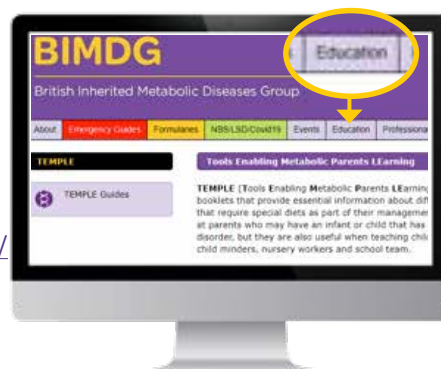 BIMDG
Education
British Inherited Metabolic Diseases Group
About Emergency Guides Formularies NBS/LSD/Covid19 Events Education Professiona
TEMPLE
Tools Enabling Metabolic Parents LEarning
TEMPLE Guides
TEMPLE (Tools Enabling Metabolic Parents LEarning
booklets that provide essential information about dif
that require special diets as part of their managemen
at parents who may have an infant or child that has
disorder, but they are also useful when teaching chil
child minders, nursery workers and school team.
/